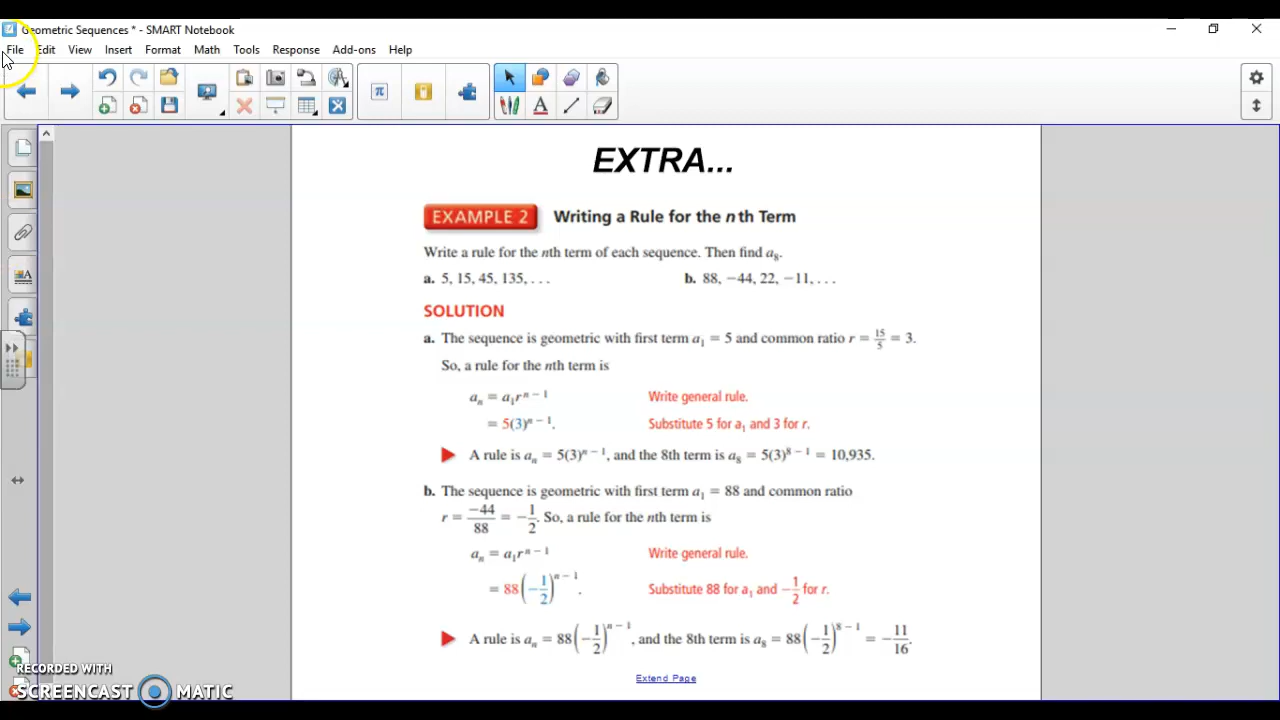 Geometric Sequences * - SMART Notebook
File Edit View Insert Format Math Tools Response Add-ons Help
EXTRA...
EXAMPLE 2 Writing a Rule for the nth Term
Write a rule for the nth term of each sequence. Then find a₈.
a. 5, 15, 45, 135, . . . b. 88, −44, 22, −11, . . .
SOLUTION
a. The sequence is geometric with first term a₁ = 5 and common ratio r = 15/5 = 3.
So, a rule for the nth term is
aₙ = a₁rⁿ⁻¹ Write general rule.
= 5(3)ⁿ⁻¹. Substitute 5 for a₁ and 3 for r.
A rule is aₙ = 5(3)ⁿ⁻¹, and the 8th term is a₈ = 5(3)⁸⁻¹ = 10,935.
b. The sequence is geometric with first term a₁ = 88 and common ratio
r = −44/88 = −1/2. So, a rule for the nth term is
aₙ = a₁rⁿ⁻¹ Write general rule.
= 88(−1/2)ⁿ⁻¹. Substitute 88 for a₁ and −1/2 for r.
A rule is aₙ = 88(−1/2)ⁿ⁻¹, and the 8th term is a₈ = 88(−1/2)⁸⁻¹ = −11/16.
Extend Page
RECORDED WITH
SCREENCAST MATIC